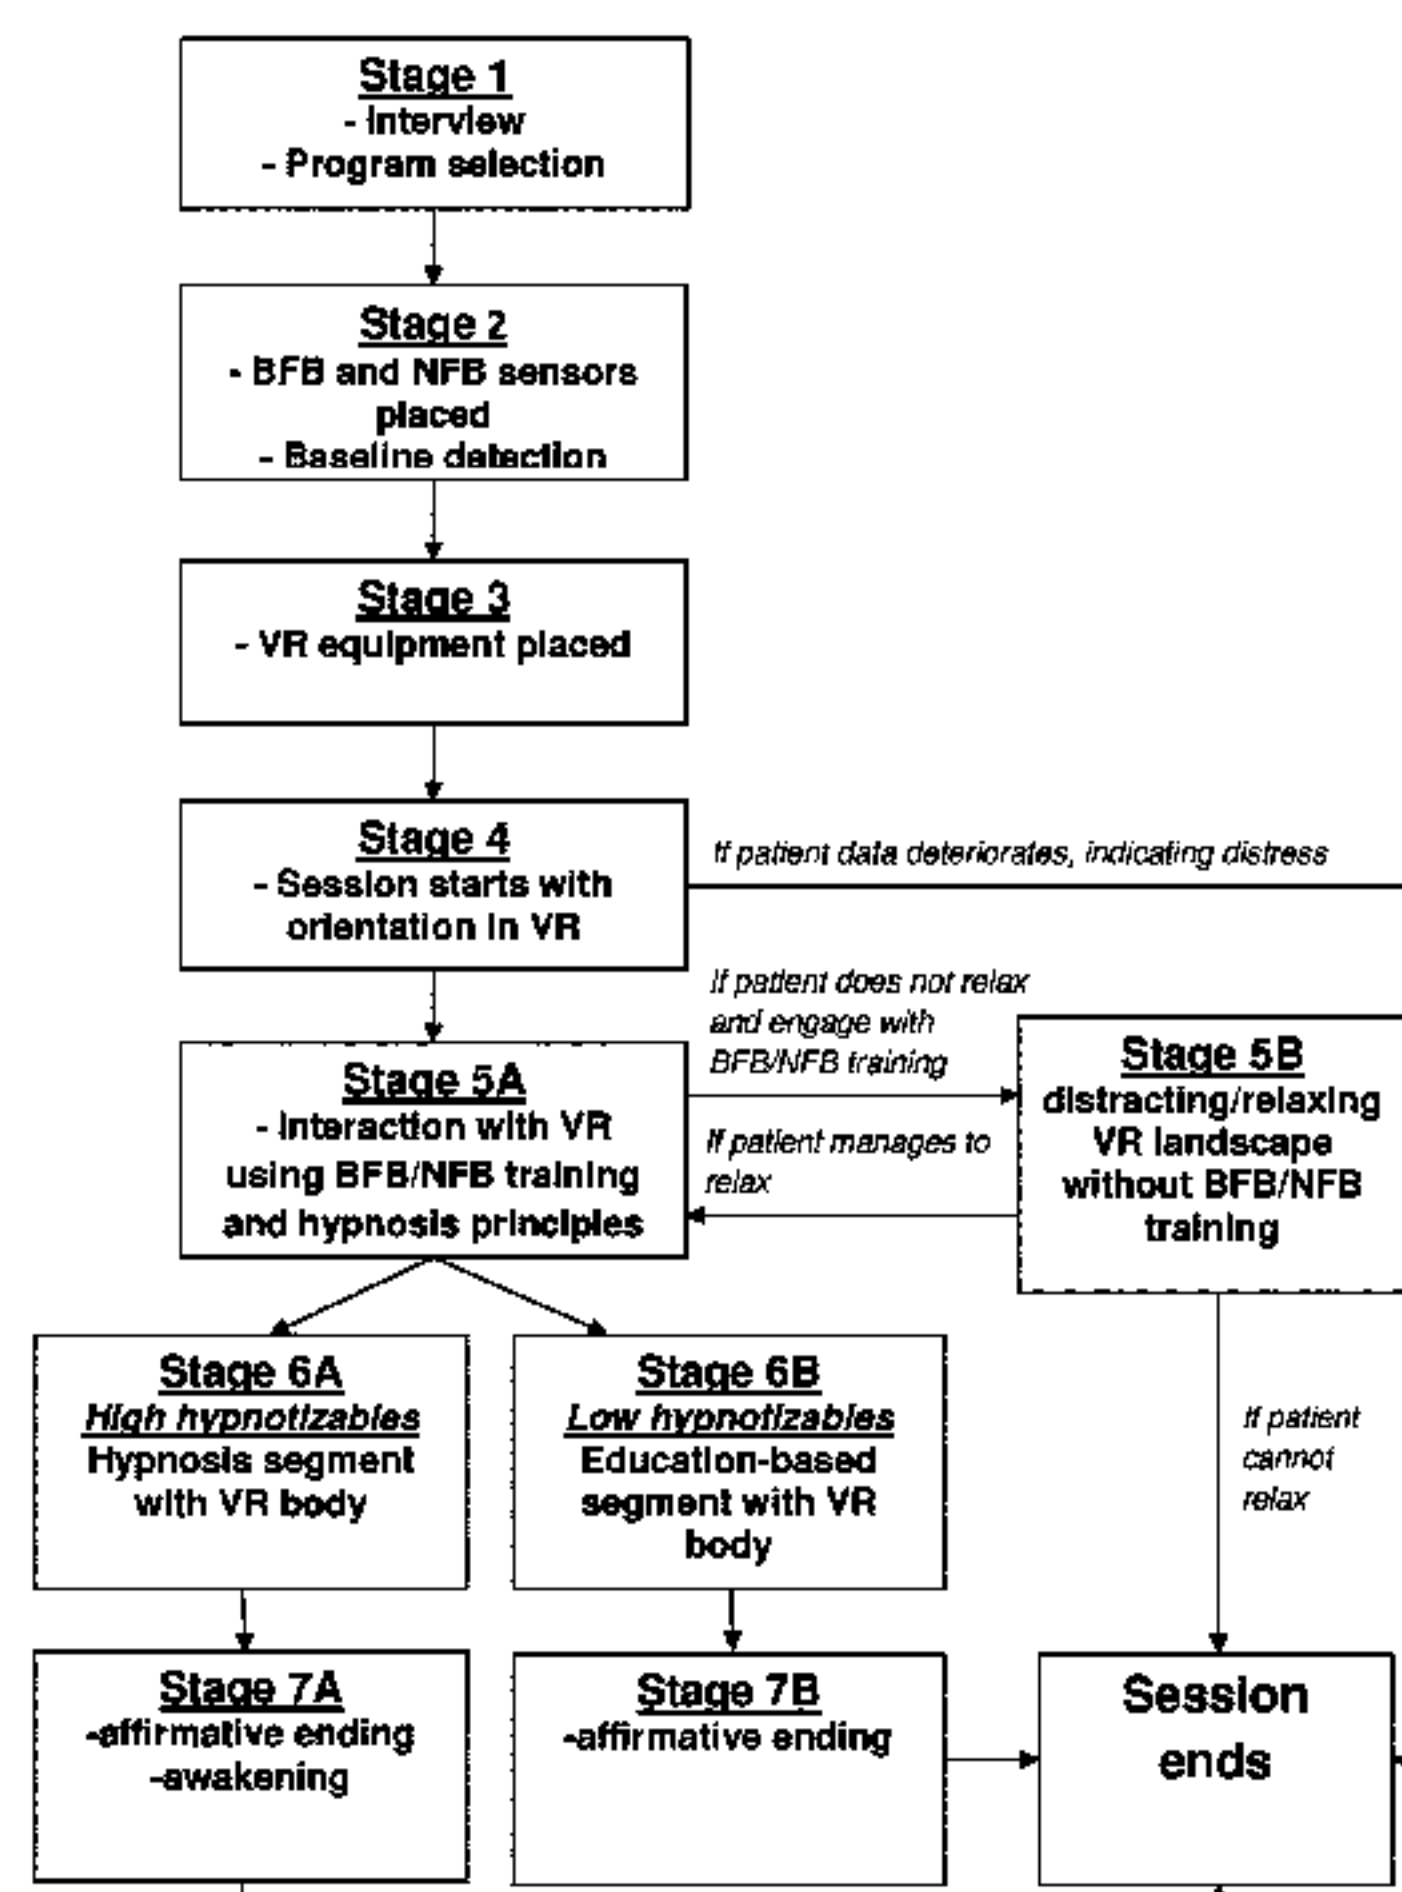 Stage 1
- Interview
- Program selection
Stage 2
- BFB and NFB sensors
placed
- Baseline detection
Stage 3
- VR equipment placed
Stage 4
- Session starts with
orientation in VR
If patient data deteriorates, indicating distress
If patient does not relax
and engage with
BFB/NFB training
Stage 5A
- Interaction with VR
using BFB/NFB training
and hypnosis principles
If patient manages to
relax
Stage 5B
distracting/relaxing
VR landscape
without BFB/NFB
training
Stage 6A
High hypnotizables
Hypnosis segment
with VR body
Stage 6B
Low hypnotizables
Education-based
segment with VR
body
If patient
cannot
relax
Stage 7A
-affirmative ending
-awakening
Stage 7B
-affirmative ending
Session
ends